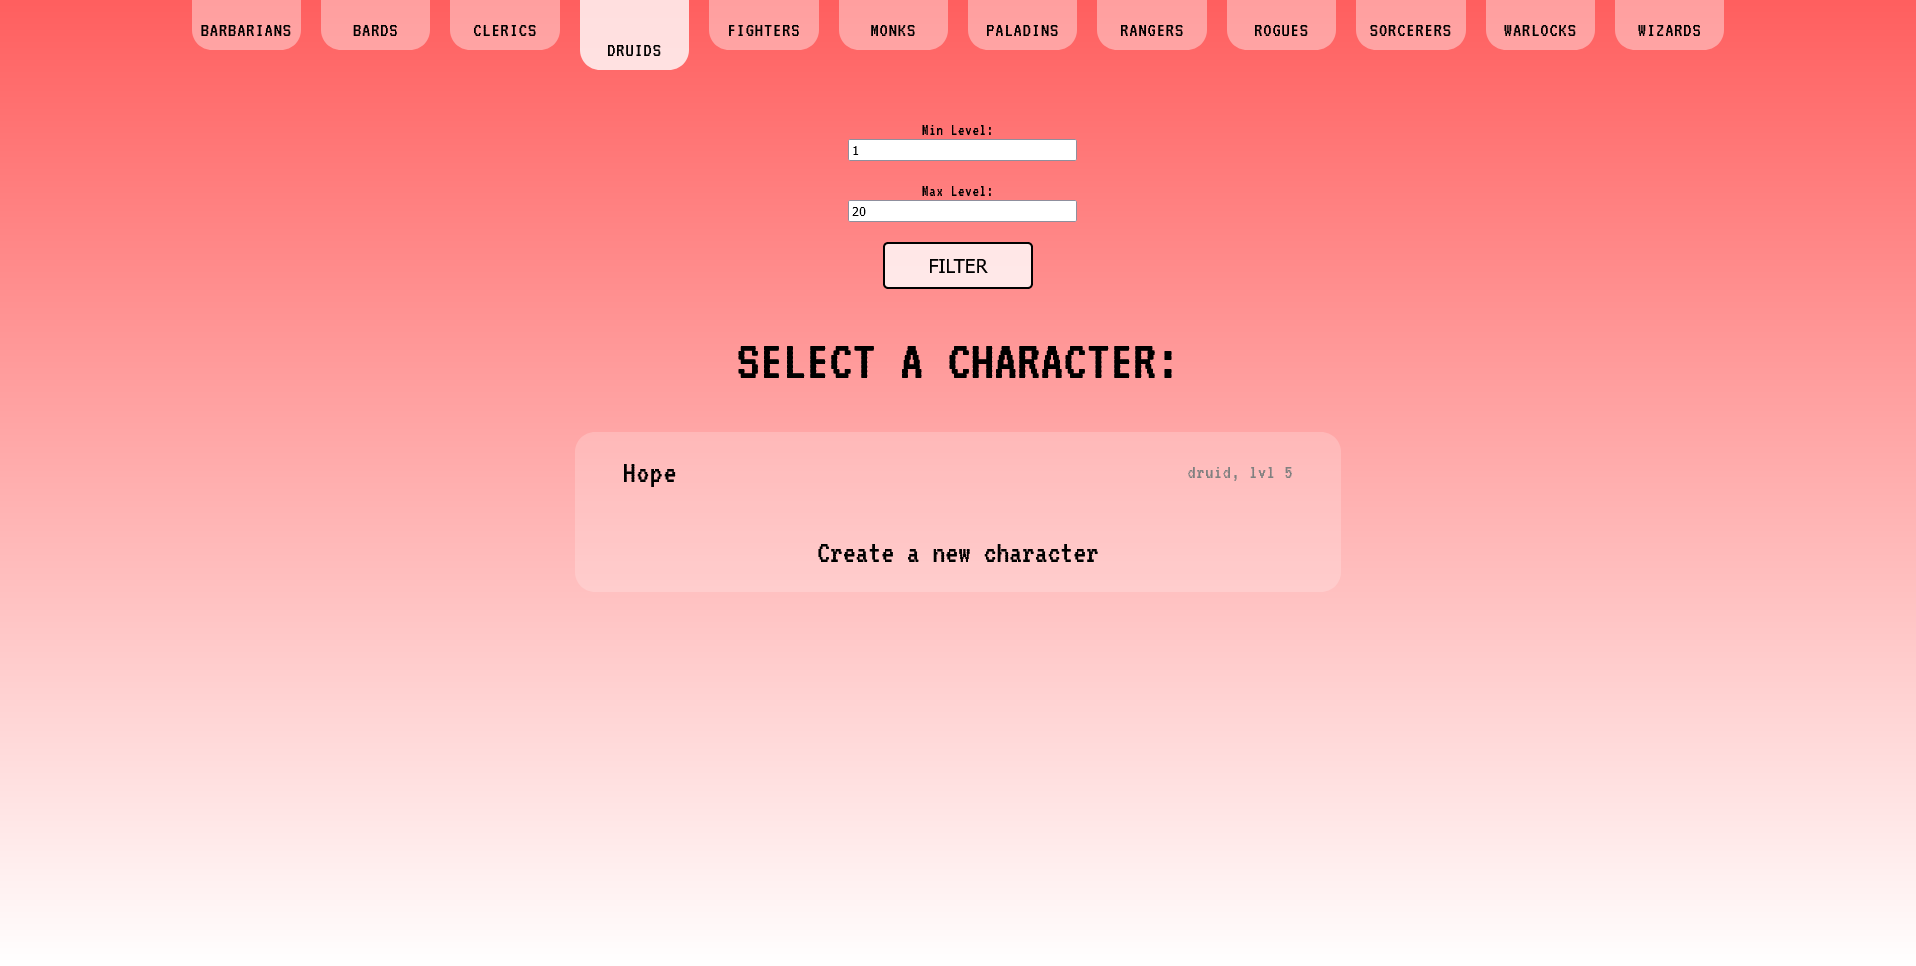 BARBARIANS BARDS CLERICS DRUIDS FIGHTERS MONKS PALADINS RANGERS ROGUES SORCERERS WARLOCKS WIZARDS
Min Level:
1
Max Level:
20
FILTER
SELECT A CHARACTER:
Hope druid, lvl 5
Create a new character